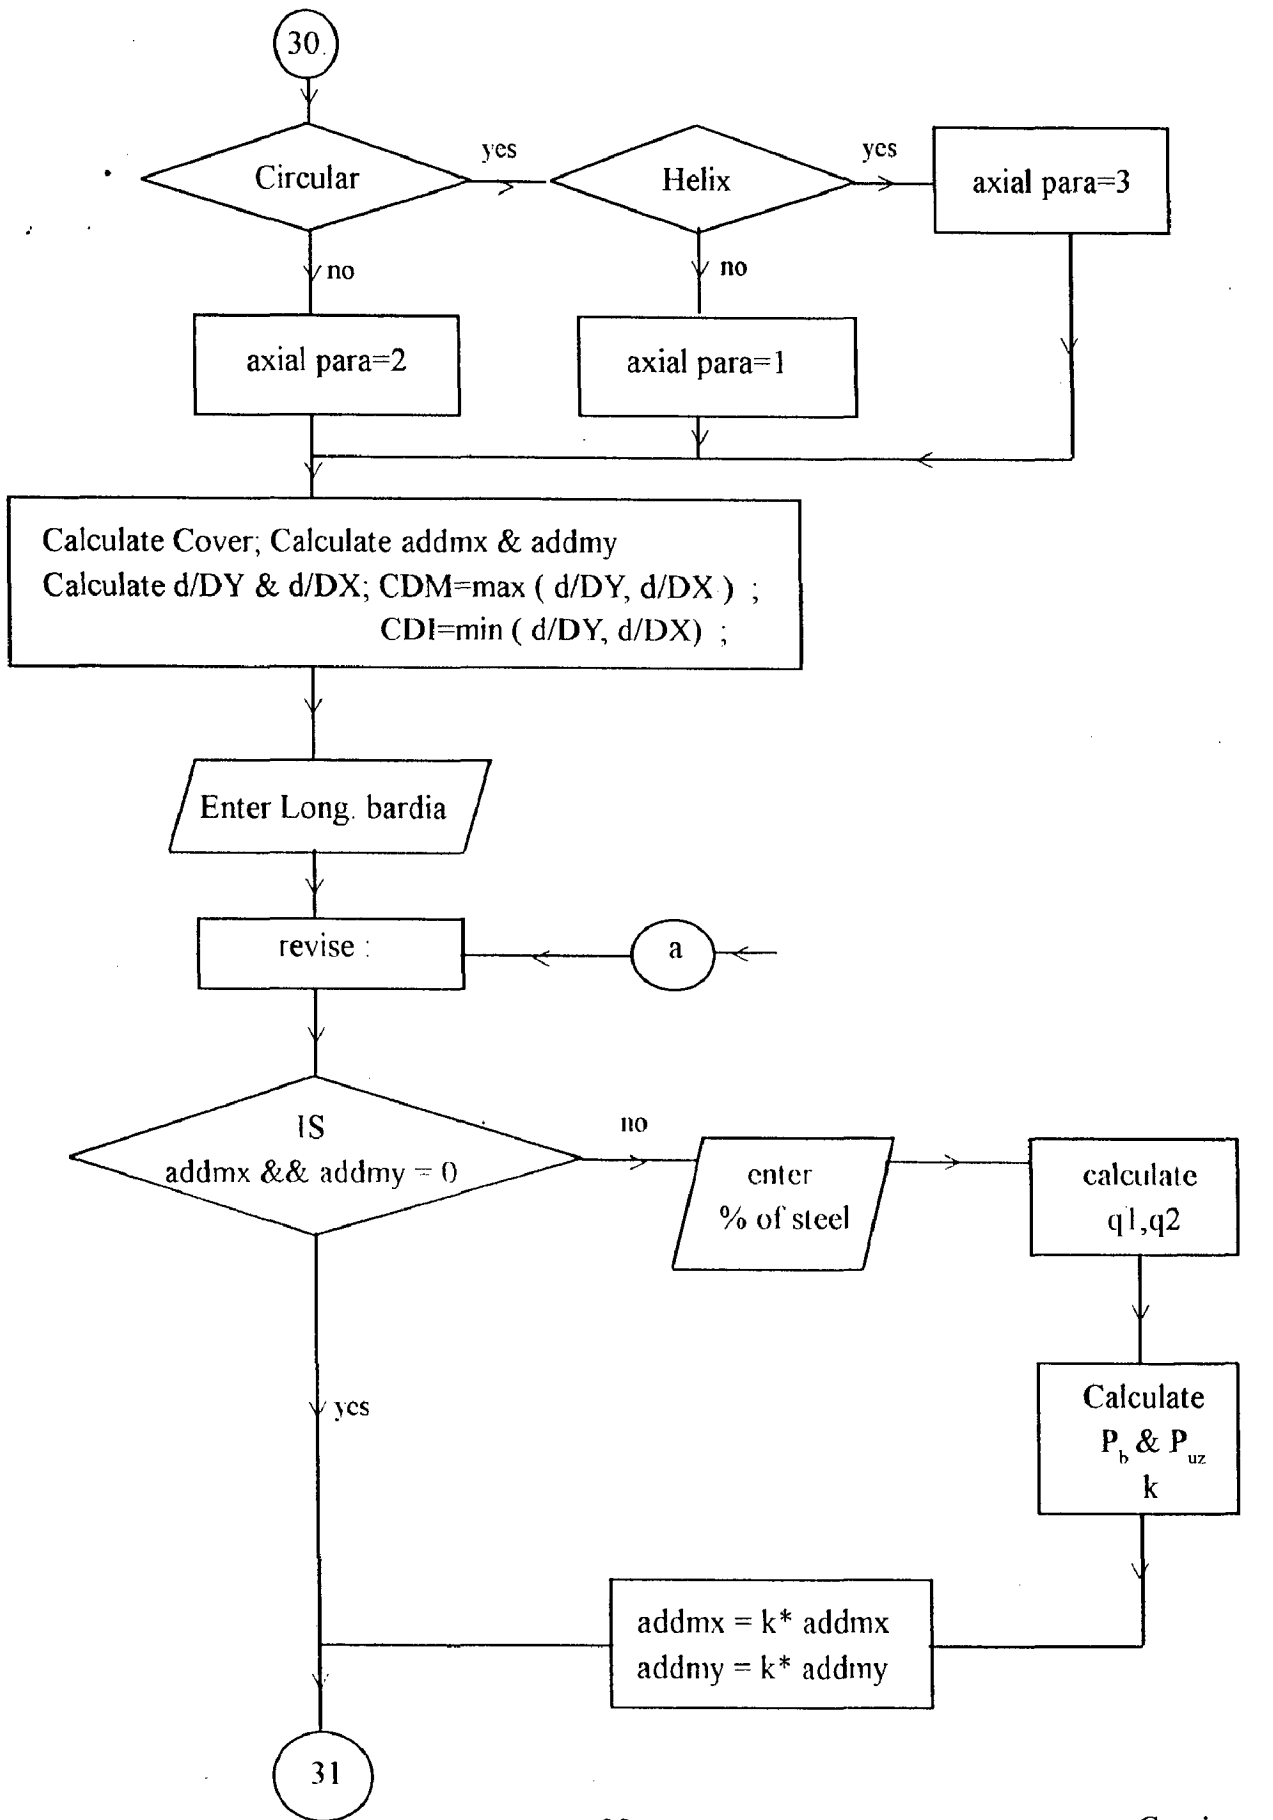 30
Circular
yes
Helix
yes
axial para=3
no
no
axial para=2
axial para=1
Calculate Cover; Calculate addmx & addmy
Calculate d/DY & d/DX; CDM=max ( d/DY, d/DX ) ;
CDI=min ( d/DY, d/DX) ;
Enter Long. bardia
revise :
a
IS
addmx && addmy = 0
no
enter
% of steel
calculate
q1,q2
yes
Calculate
Pb & Puz
k
addmx = k* addmx
addmy = k* addmy
31